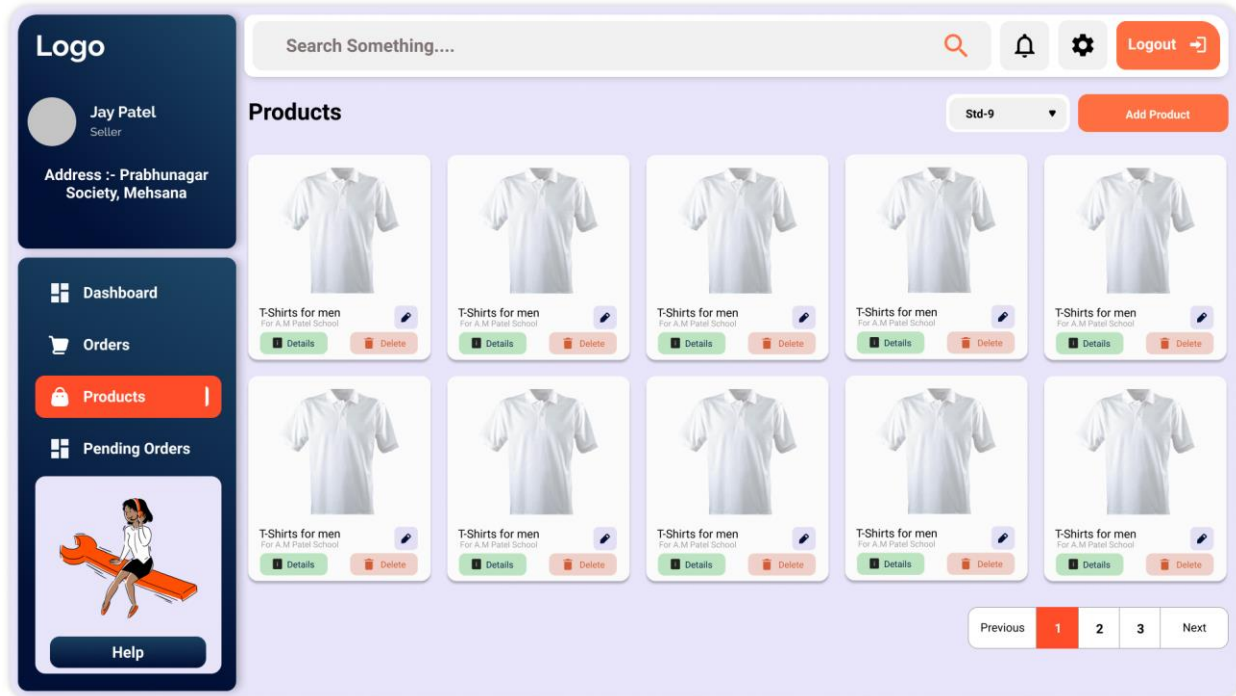 Logo
Search Something....
Logout
Jay Patel
Seller
Address :- Prabhunagar
Society, Mehsana
Products
Std-9
Add Product
Dashboard
Orders
Products
Pending Orders
Help
T-Shirts for men
For A.M Patel School
Details Delete
T-Shirts for men
For A.M Patel School
Details Delete
T-Shirts for men
For A.M Patel School
Details Delete
T-Shirts for men
For A.M Patel School
Details Delete
T-Shirts for men
For A.M Patel School
Details Delete
T-Shirts for men
For A.M Patel School
Details Delete
T-Shirts for men
For A.M Patel School
Details Delete
T-Shirts for men
For A.M Patel School
Details Delete
T-Shirts for men
For A.M Patel School
Details Delete
T-Shirts for men
For A.M Patel School
Details Delete
Previous 1 2 3 Next